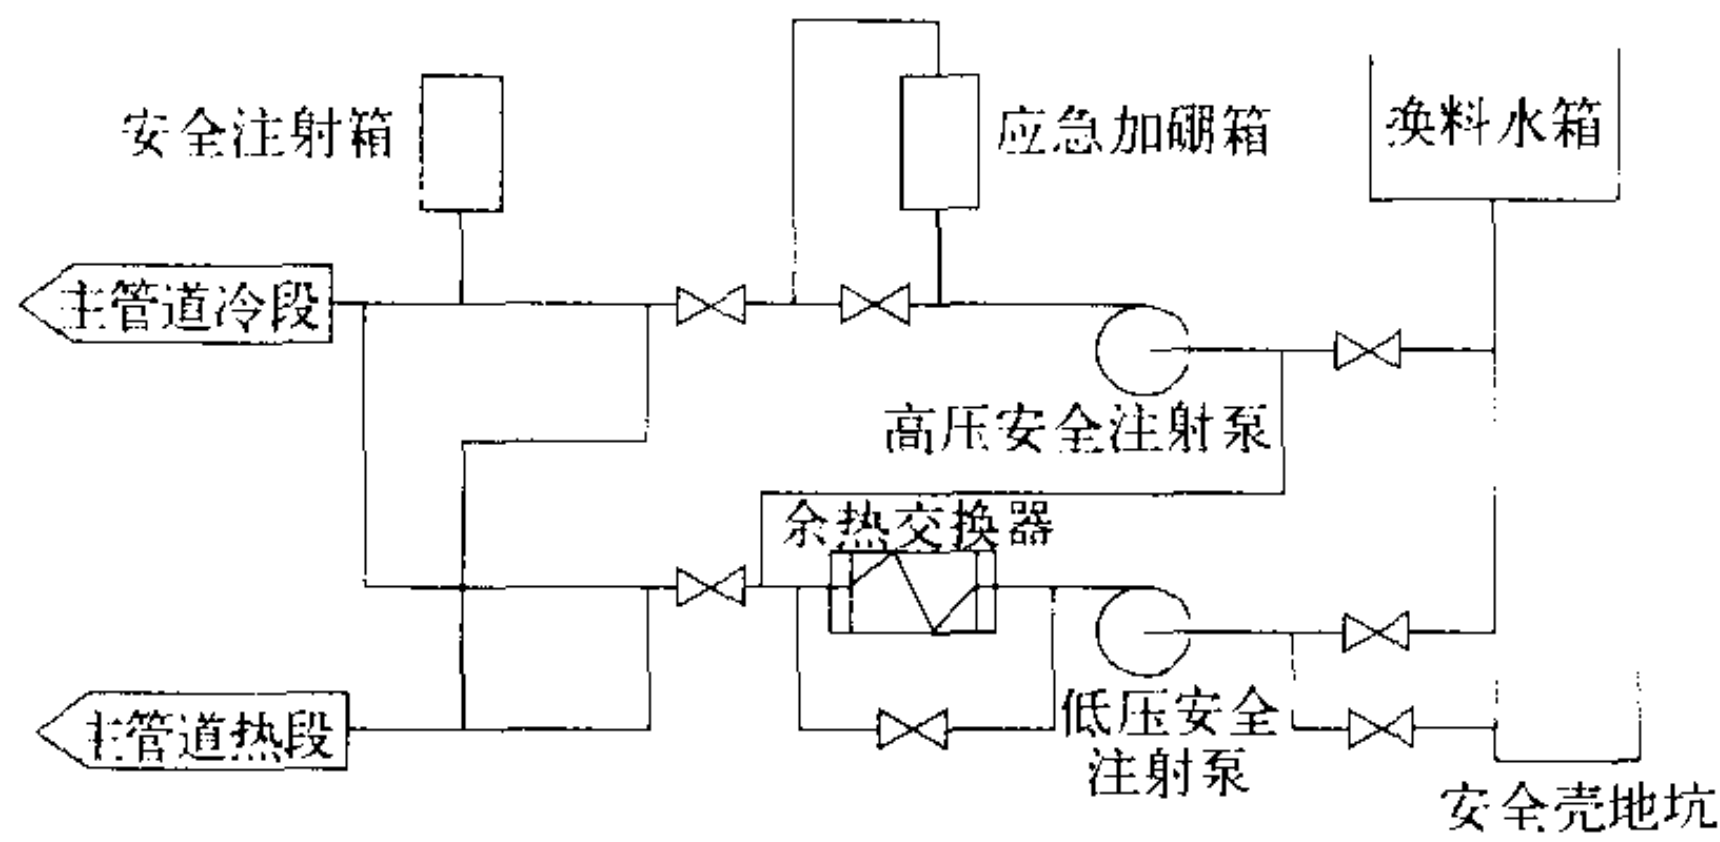 安全注射箱
应急加硼箱
换料水箱
主管道冷段
高压安全注射泵
余热交换器
主管道热段
低压安全
注射泵
安全壳地坑